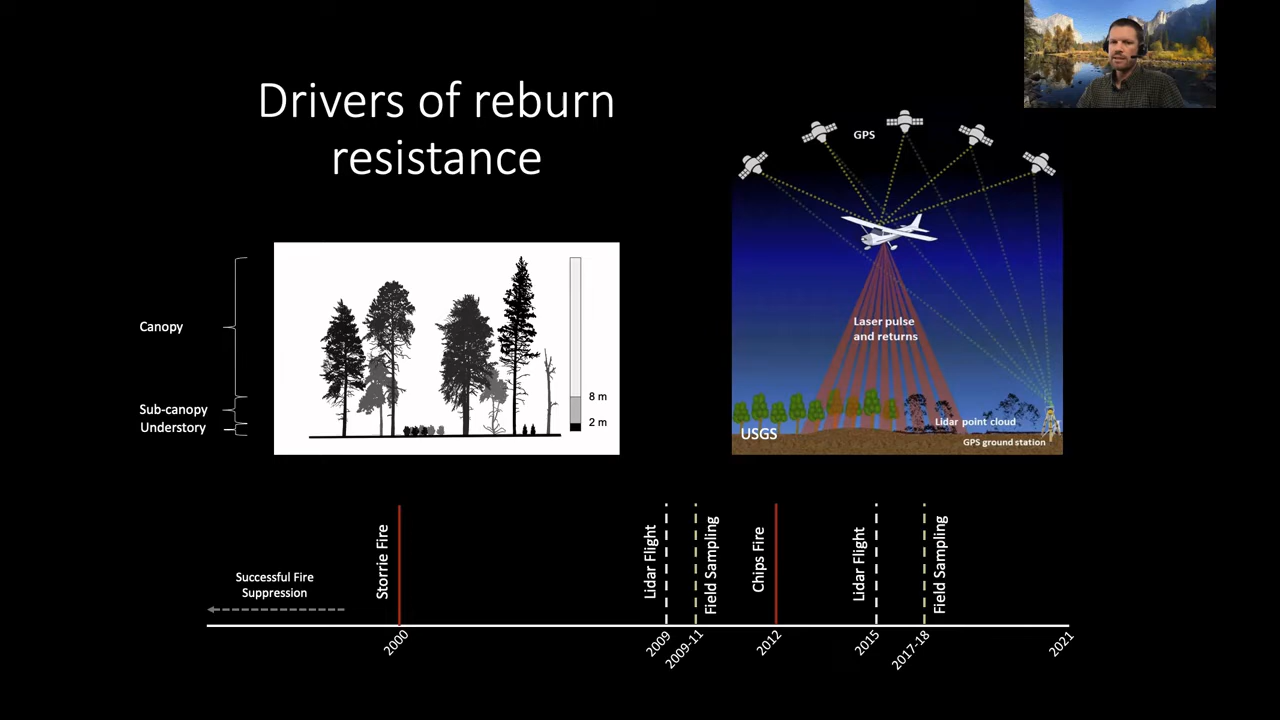 Drivers of reburn
resistance
GPS
Laser pulse
and returns
Lidar point cloud
USGS
GPS ground station
Canopy
Sub-canopy
Understory
8 m
2 m
Successful Fire
Suppression
Storrie Fire
Lidar Flight
Field Sampling
Chips Fire
Lidar Flight
Field Sampling
2000
2009
2009-11
2012
2015
2017-18
2021